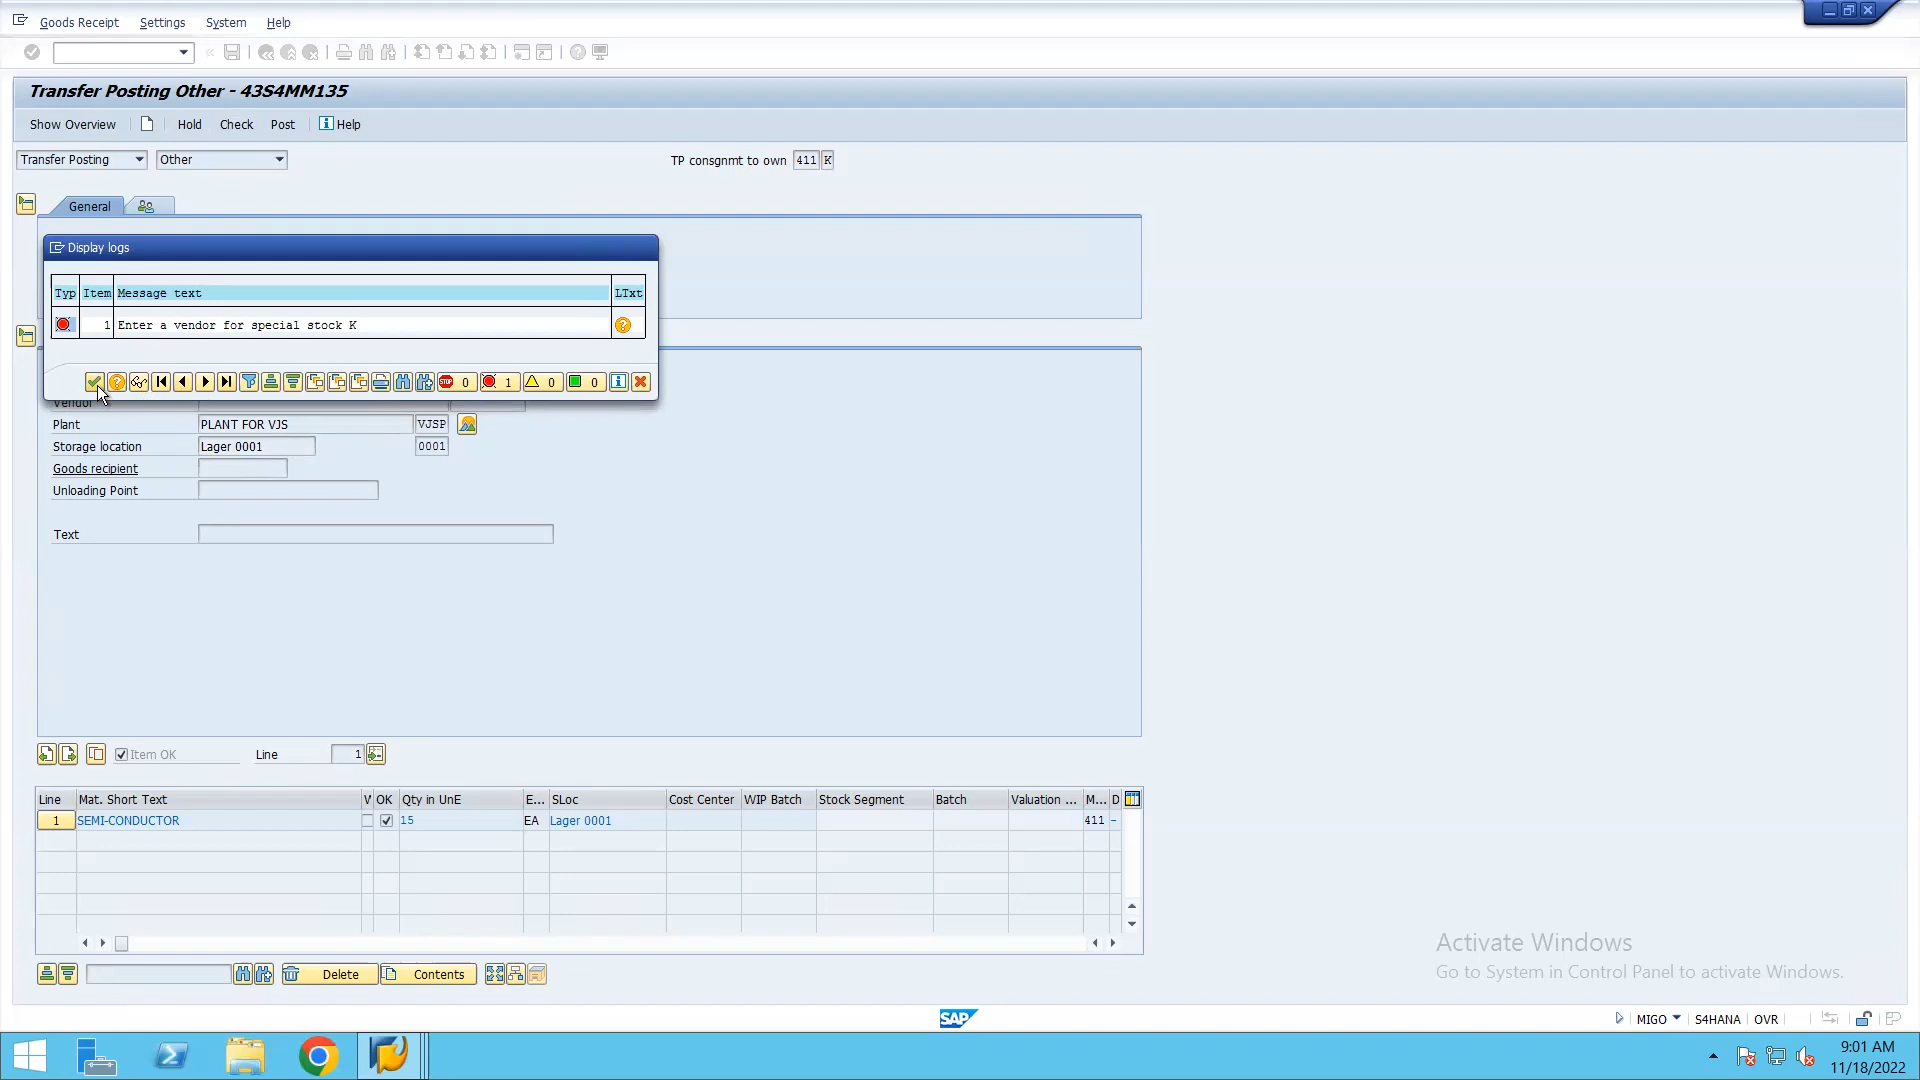 Goods Receipt Settings System Help
Transfer Posting Other - 43S4MM135
Show Overview Hold Check Post Help
Transfer Posting Other TP consgnmt to own 411 K
General
Display logs
Typ Item Message text LTxt
1 Enter a vendor for special stock K
STOP 0 1 0 0
Vendor
Plant PLANT FOR VJS VJSP
Storage location Lager 0001 0001
Goods recipient
Unloading Point
Text
Item OK Line 1
Line Mat. Short Text V OK Qty in UnE E... SLoc Cost Center WIP Batch Stock Segment Batch Valuation ... M... D
1 SEMI-CONDUCTOR 15 EA Lager 0001 411 -
Delete Contents
Activate Windows
Go to System in Control Panel to activate Windows.
SAP MIGO S4HANA OVR
9:01 AM
11/18/2022